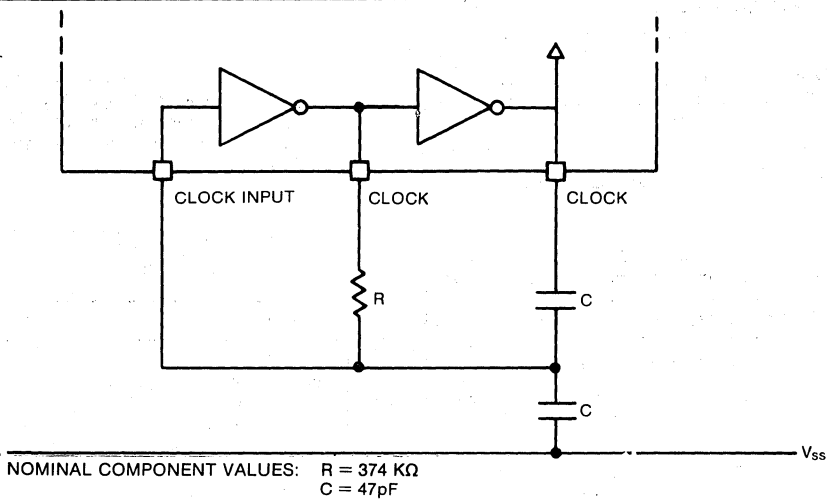 CLOCK INPUT
CLOCK
CLOCK
R
C
C
VSS
NOMINAL COMPONENT VALUES: R = 374 KΩ
C = 47pF